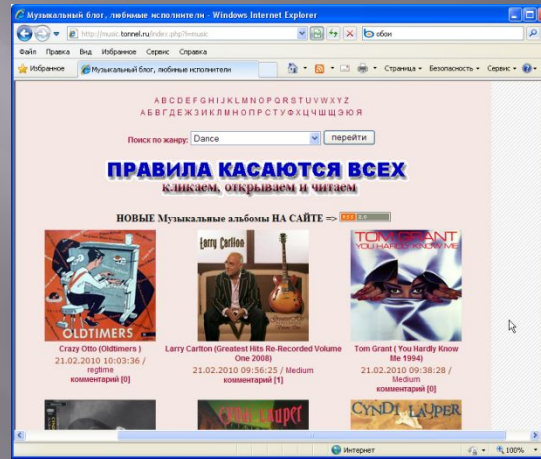 Музыкальный блог, любимые исполнители - Windows Internet Explorer
http://music.tonnel.ru/index.php?l=music
обои
Файл Правка Вид Избранное Сервис Справка
Избранное Музыкальный блог, любимые исполнители Страница Безопасность Сервис
A B C D E F G H I J K L M N O P Q R S T U V W X Y Z
А Б В Г Д Е Ж З И К Л М Н О П Р С Т У Ф Х Ц Ч Ш Щ Э Ю Я
Поиск по жанру: Dance перейти
ПРАВИЛА КАСАЮТСЯ ВСЕХ
кликаем, открываем и читаем
НОВЫЕ Музыкальные альбомы НА САЙТЕ => RSS 2.0
OLDTIMERS
Larry Carlton
TOM GRANT
YOU HARDLY KNOW ME
Crazy Otto (Oldtimers )
21.02.2010 10:03:36 /
regtime
комментарий [0]
Larry Carlton (Greatest Hits Re-Recorded Volume
One 2008)
21.02.2010 09:56:25 / Medium
комментарий [1]
Tom Grant ( You Hardly Know
Me 1994)
21.02.2010 09:38:28 /
Medium
комментарий [0]
CYNDI LAUPER
CYNDI LAUPER
Интернет 100%